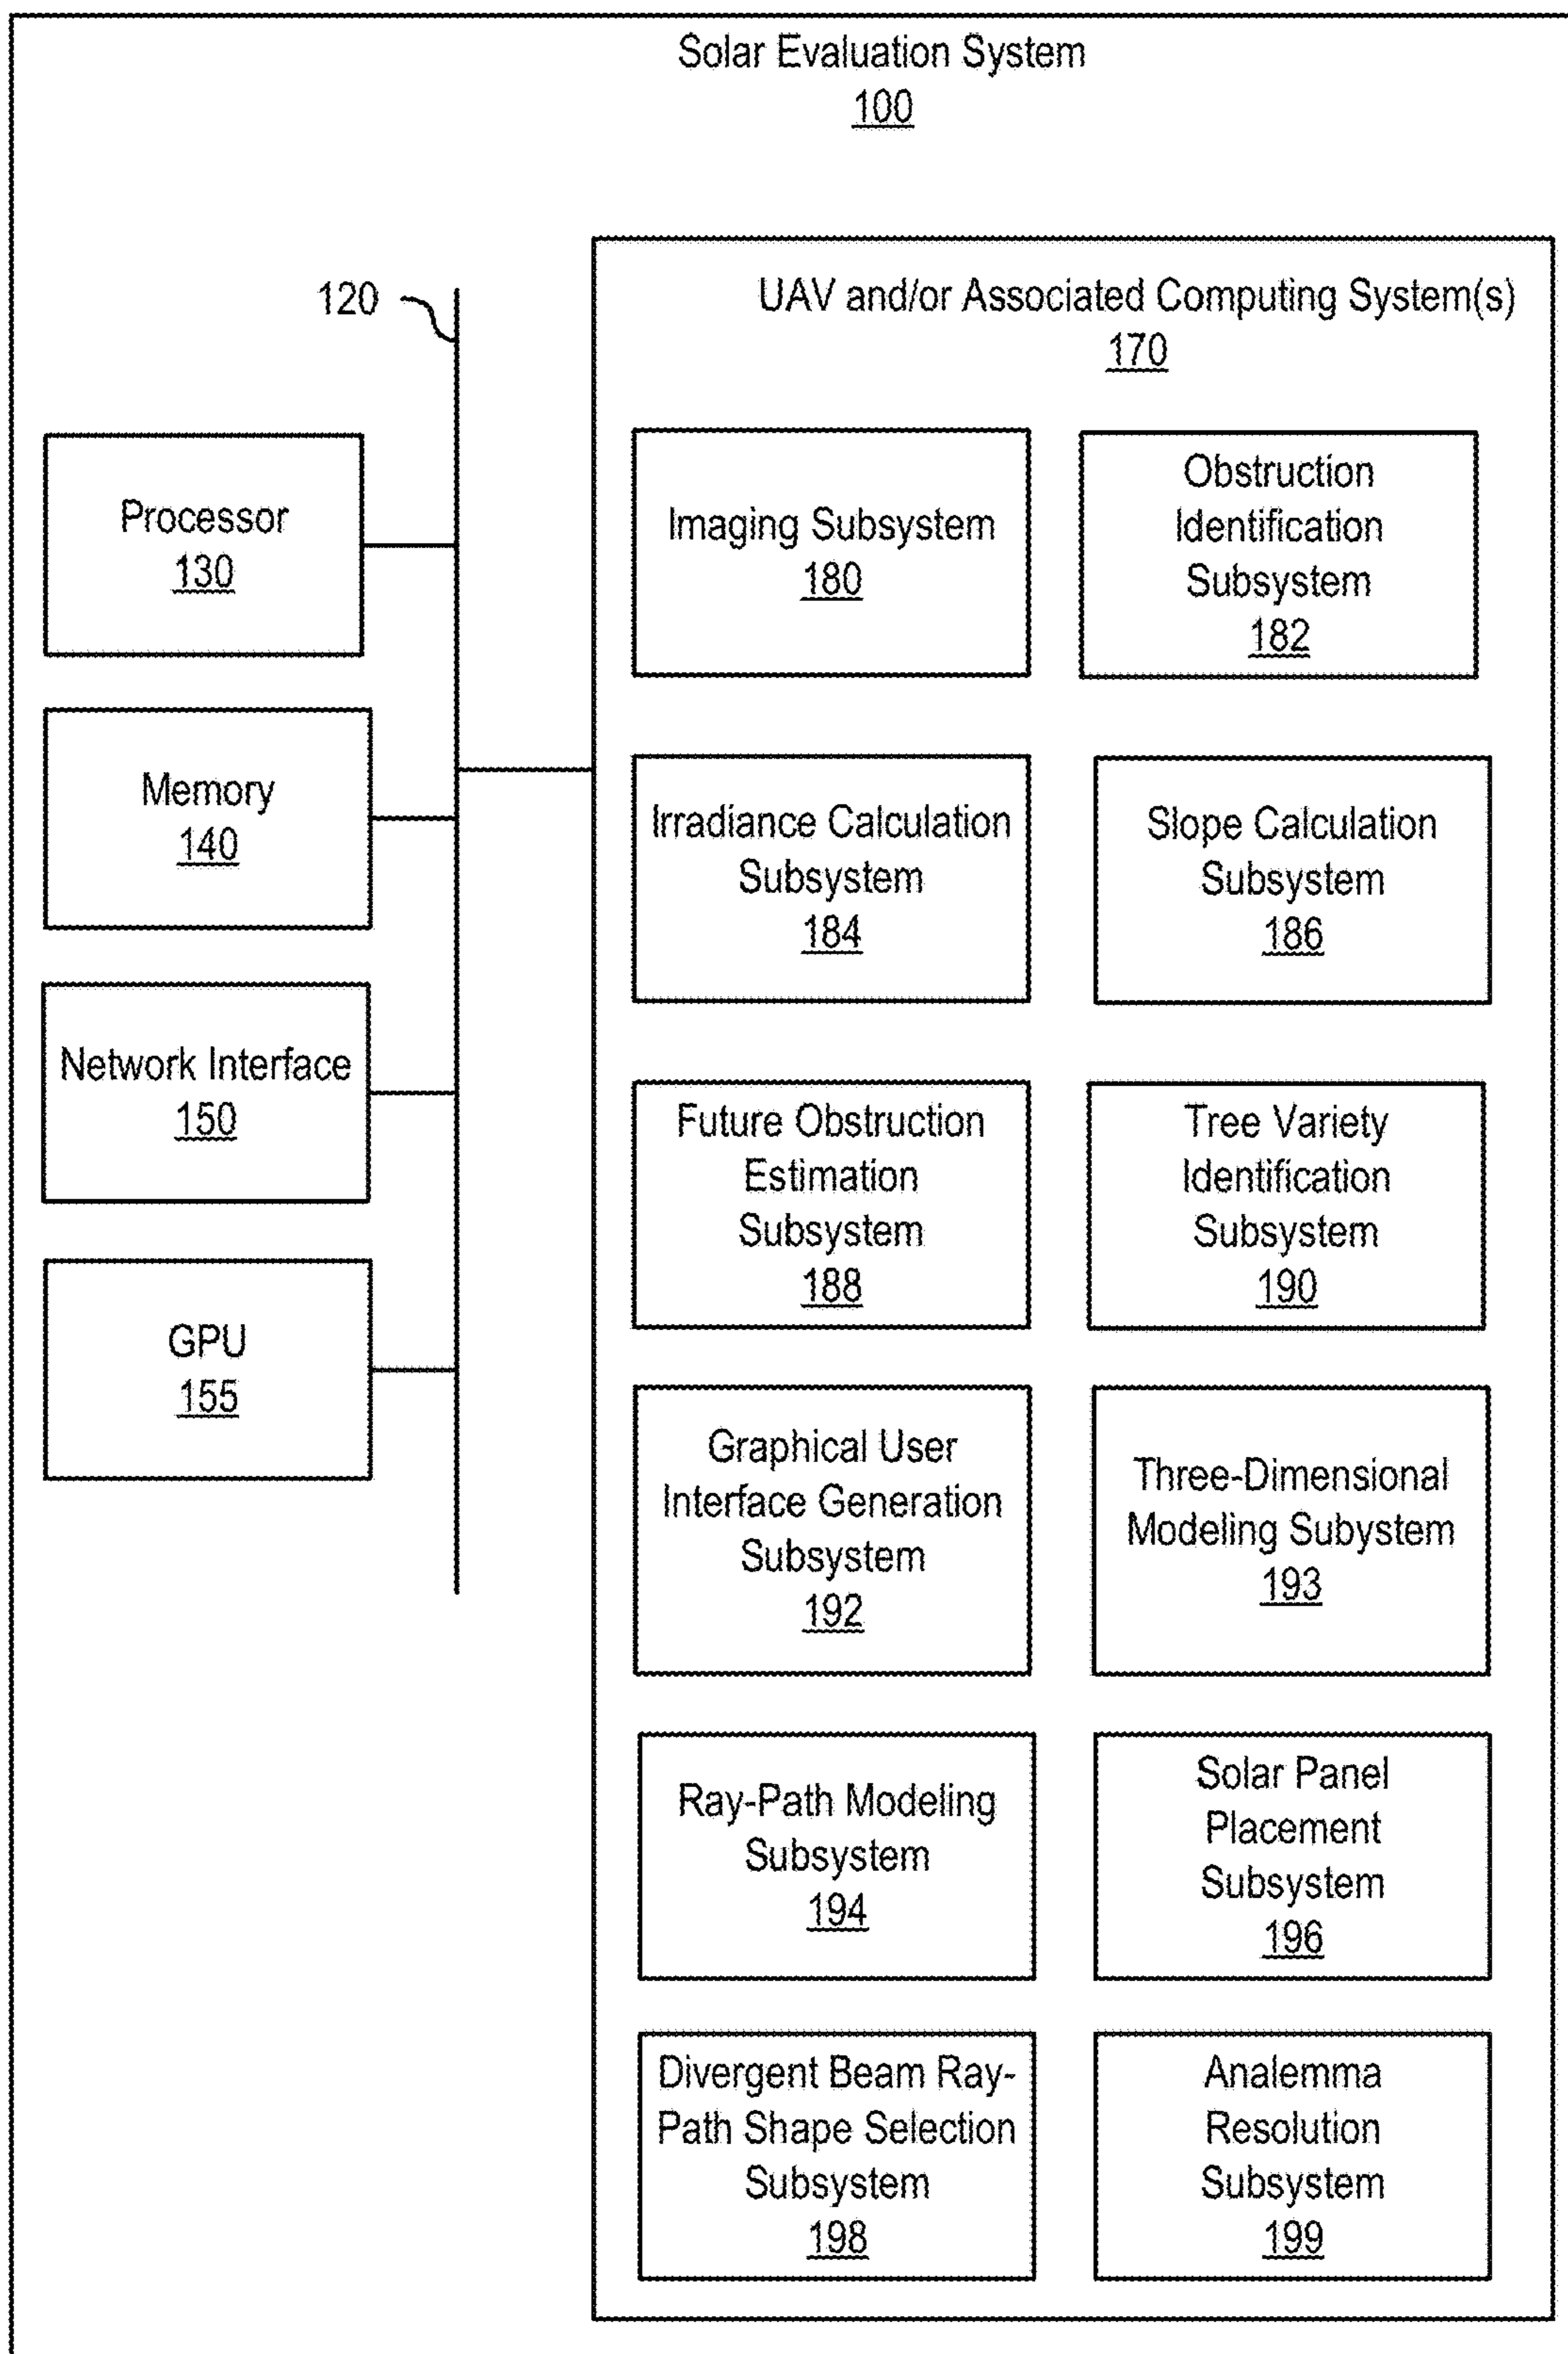 Solar Evaluation System
100
120
UAV and/or Associated Computing System(s)
170
Processor
130
Memory
140
Network Interface
150
GPU
155
Imaging Subsystem
180
Obstruction
Identification
Subsystem
182
Irradiance Calculation
Subsystem
184
Slope Calculation
Subsystem
186
Future Obstruction
Estimation
Subsystem
188
Tree Variety
Identification
Subsystem
190
Graphical User
Interface Generation
Subsystem
192
Three-Dimensional
Modeling Subystem
193
Ray-Path Modeling
Subsystem
194
Solar Panel
Placement
Subsystem
196
Divergent Beam Ray-
Path Shape Selection
Subsystem
198
Analemma
Resolution
Subsystem
199